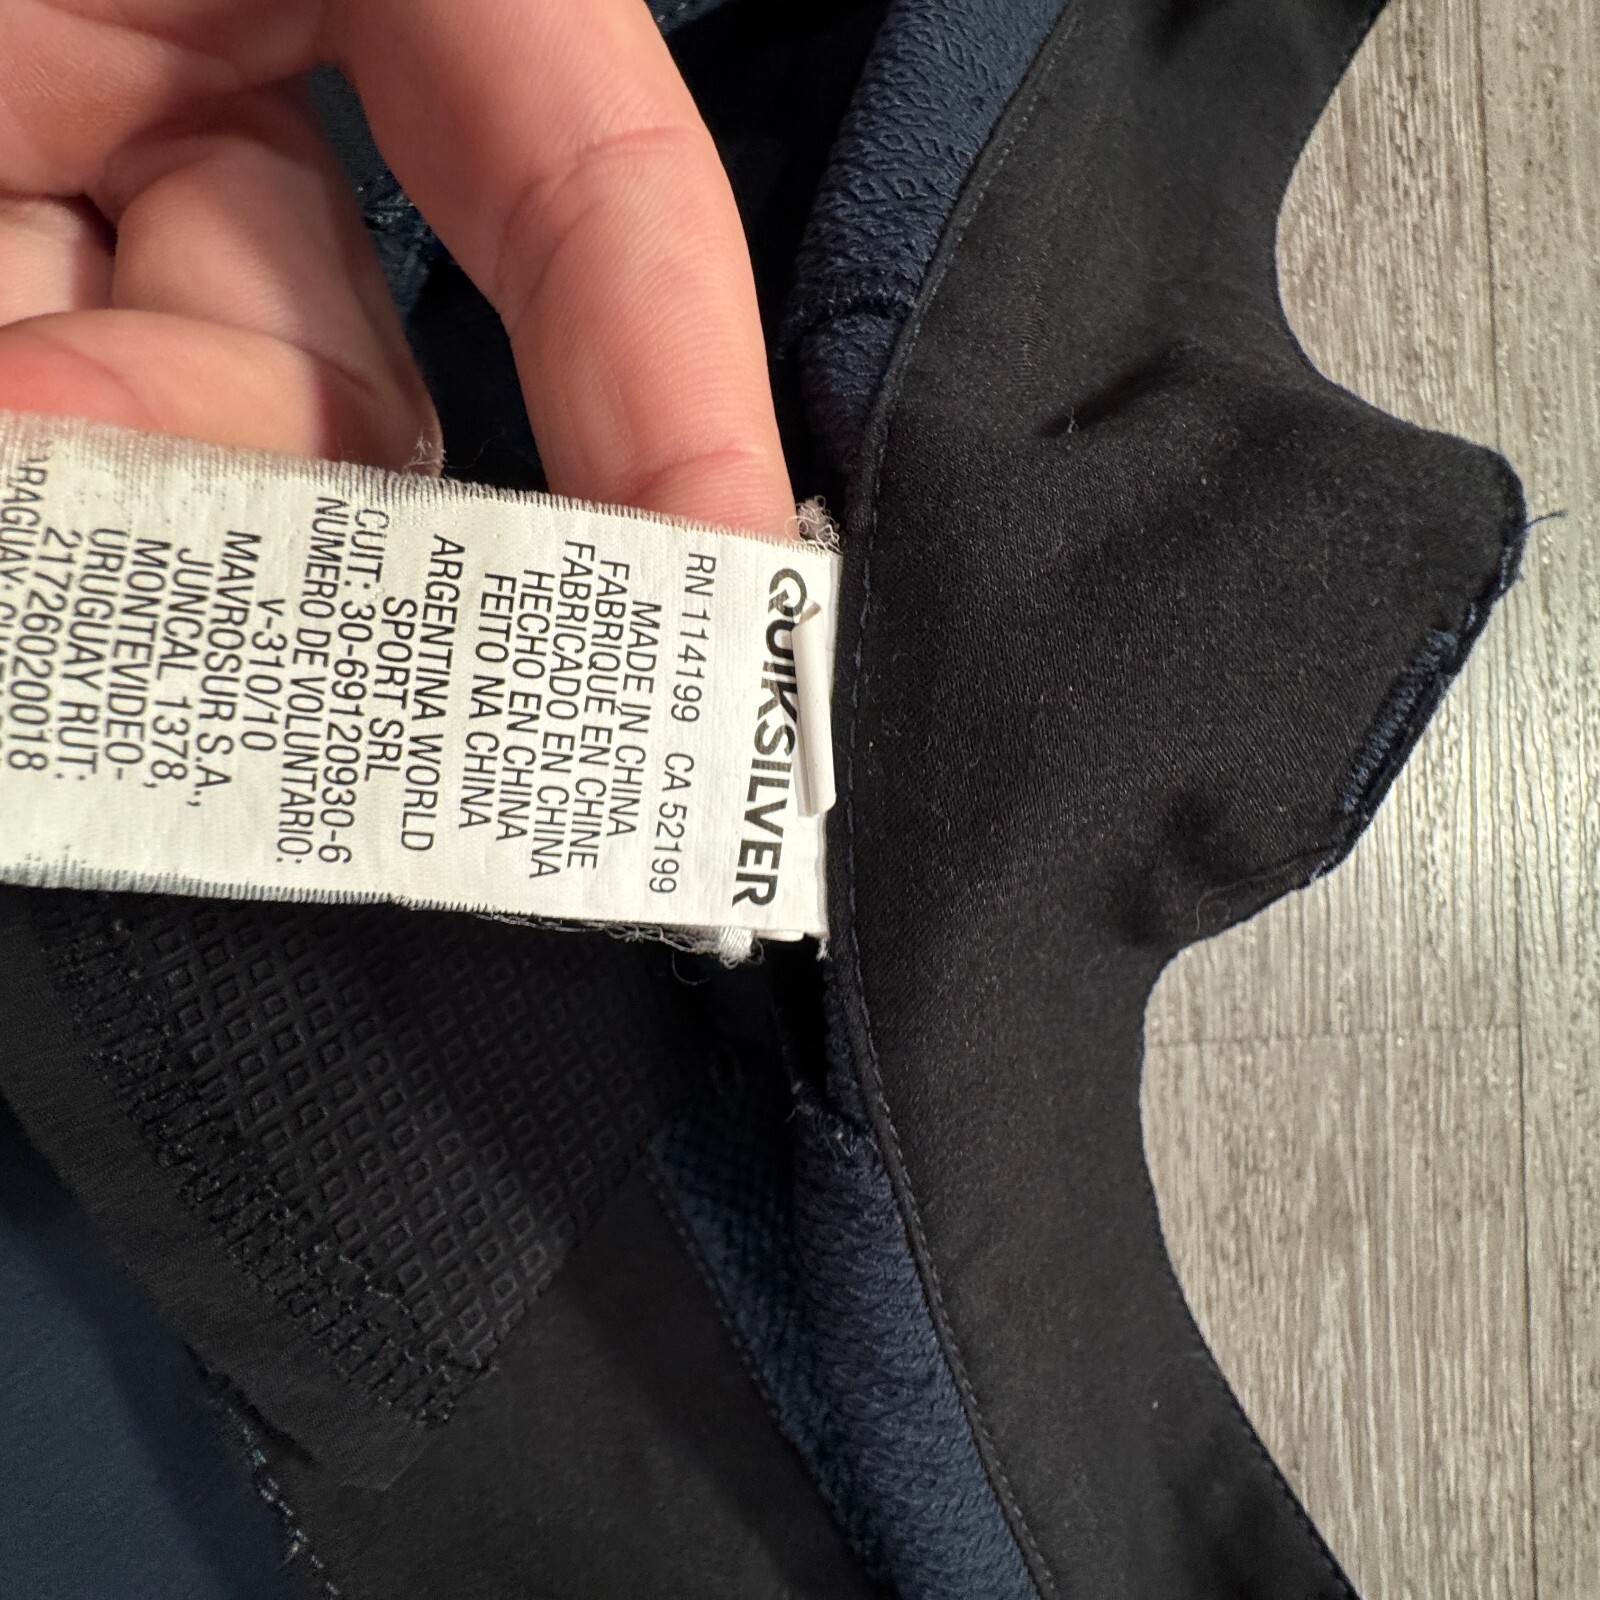 QUIKSILVER
RN 114199 CA 52199
MADE IN CHINA
FABRIQUÉ EN CHINE
FABRICADO EN CHINA
HECHO EN CHINA
FEITO NA CHINA
ARGENTINA WORLD
SPORT SRL
CUIT: 30-69120930-6
NUMERO DE VOLUNTARIO:
V-310/10
MAVROSUR S.A.,
JUNCAL 1378,
MONTEVIDEO-
URUGUAY RUT:
217260200018